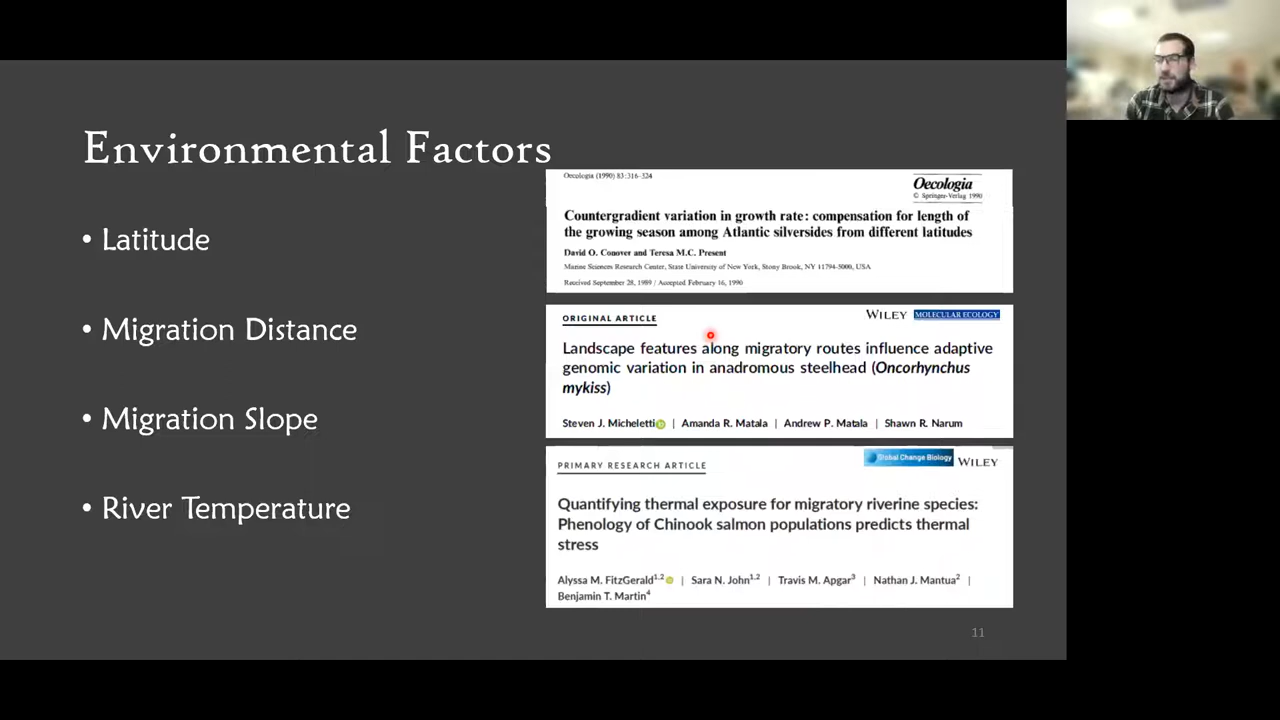 Environmental Factors
• Latitude
• Migration Distance
• Migration Slope
• River Temperature
Oecologia (1990) 83:316-324
Oecologia
© Springer-Verlag 1990
Countergradient variation in growth rate: compensation for length of
the growing season among Atlantic silversides from different latitudes
David O. Conover and Teresa M.C. Present
Marine Sciences Research Center, State University of New York, Stony Brook, NY 11794-5000, USA
Received September 28, 1989 / Accepted February 16, 1990
ORIGINAL ARTICLE
WILEY MOLECULAR ECOLOGY
Landscape features along migratory routes influence adaptive
genomic variation in anadromous steelhead (Oncorhynchus
mykiss)
Steven J. Micheletti | Amanda R. Matala | Andrew P. Matala | Shawn R. Narum
PRIMARY RESEARCH ARTICLE
Global Change Biology WILEY
Quantifying thermal exposure for migratory riverine species:
Phenology of Chinook salmon populations predicts thermal
stress
Alyssa M. FitzGerald1,2 | Sara N. John1,2 | Travis M. Apgar3 | Nathan J. Mantua2 |
Benjamin T. Martin4
11